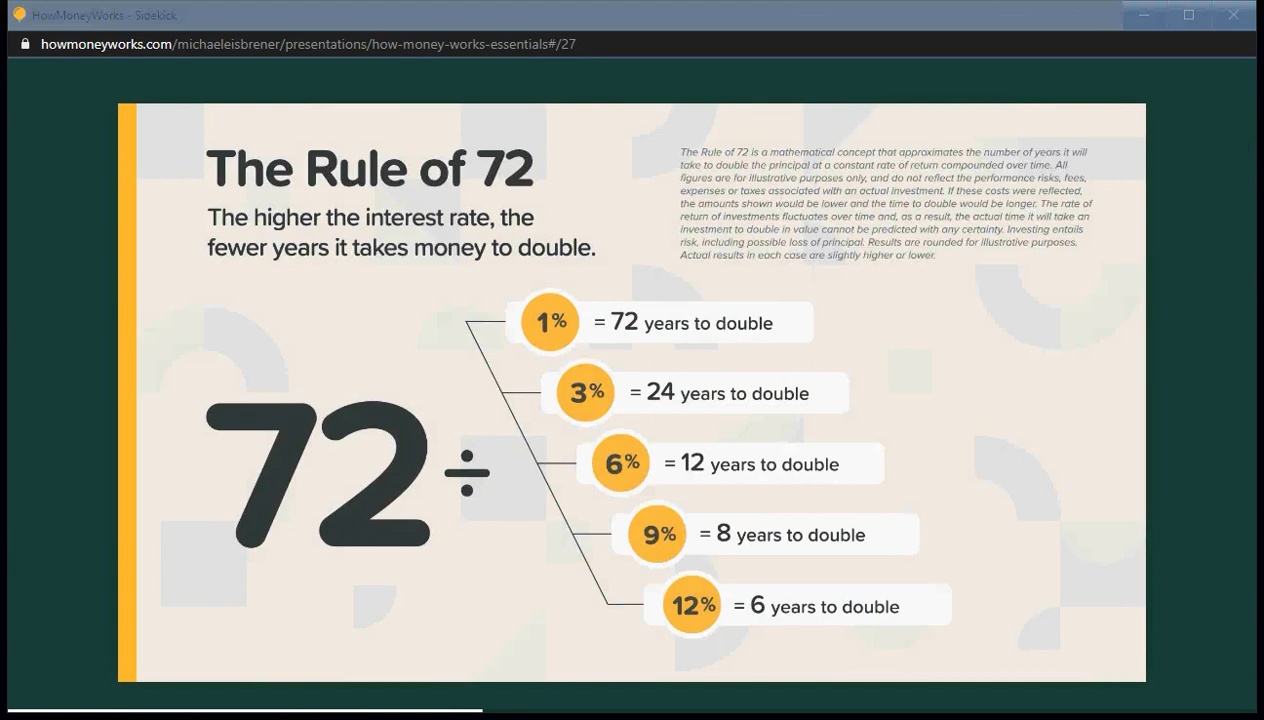 HowMoneyWorks - Sidekick
howmoneyworks.com/michaeleisbrener/presentations/how-money-works-essentials#/27
The Rule of 72
The higher the interest rate, the
fewer years it takes money to double.
The Rule of 72 is a mathematical concept that approximates the number of years it will
take to double the principal at a constant rate of return compounded over time. All
figures are for illustrative purposes only, and do not reflect the performance risks, fees,
expenses or taxes associated with an actual investment. If these costs were reflected,
the amounts shown would be lower and the time to double would be longer. The rate of
return of investments fluctuates over time and, as a result, the actual time it will take an
investment to double in value cannot be predicted with any certainty. Investing entails
risk, including possible loss of principal. Results are rounded for illustrative purposes.
Actual results in each case are slightly higher or lower.
72 ÷
1% = 72 years to double
3% = 24 years to double
6% = 12 years to double
9% = 8 years to double
12% = 6 years to double